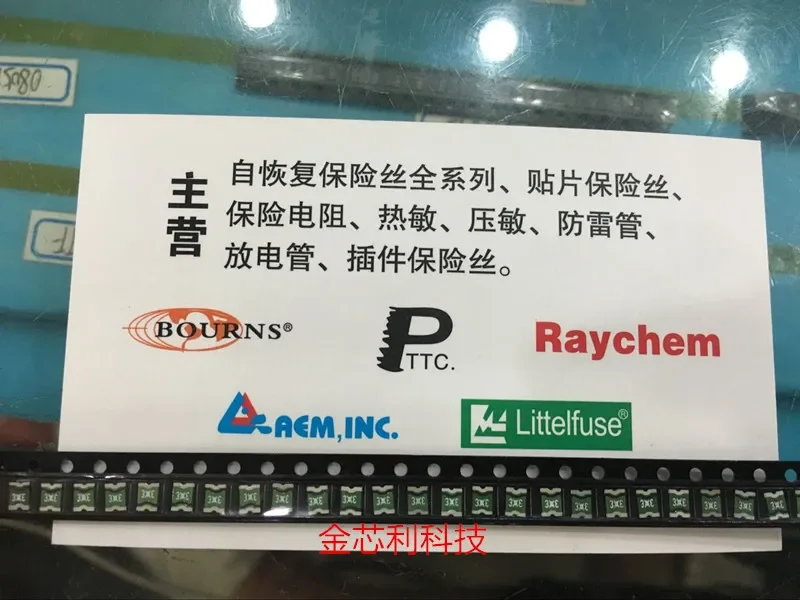 主营
自恢复保险丝全系列、贴片保险丝、
保险电阻、热敏、压敏、防雷管、
放电管、插件保险丝。
BOURNS®
P
TTC.
Raychem
AEM,INC.
Littelfuse®
金芯利科技